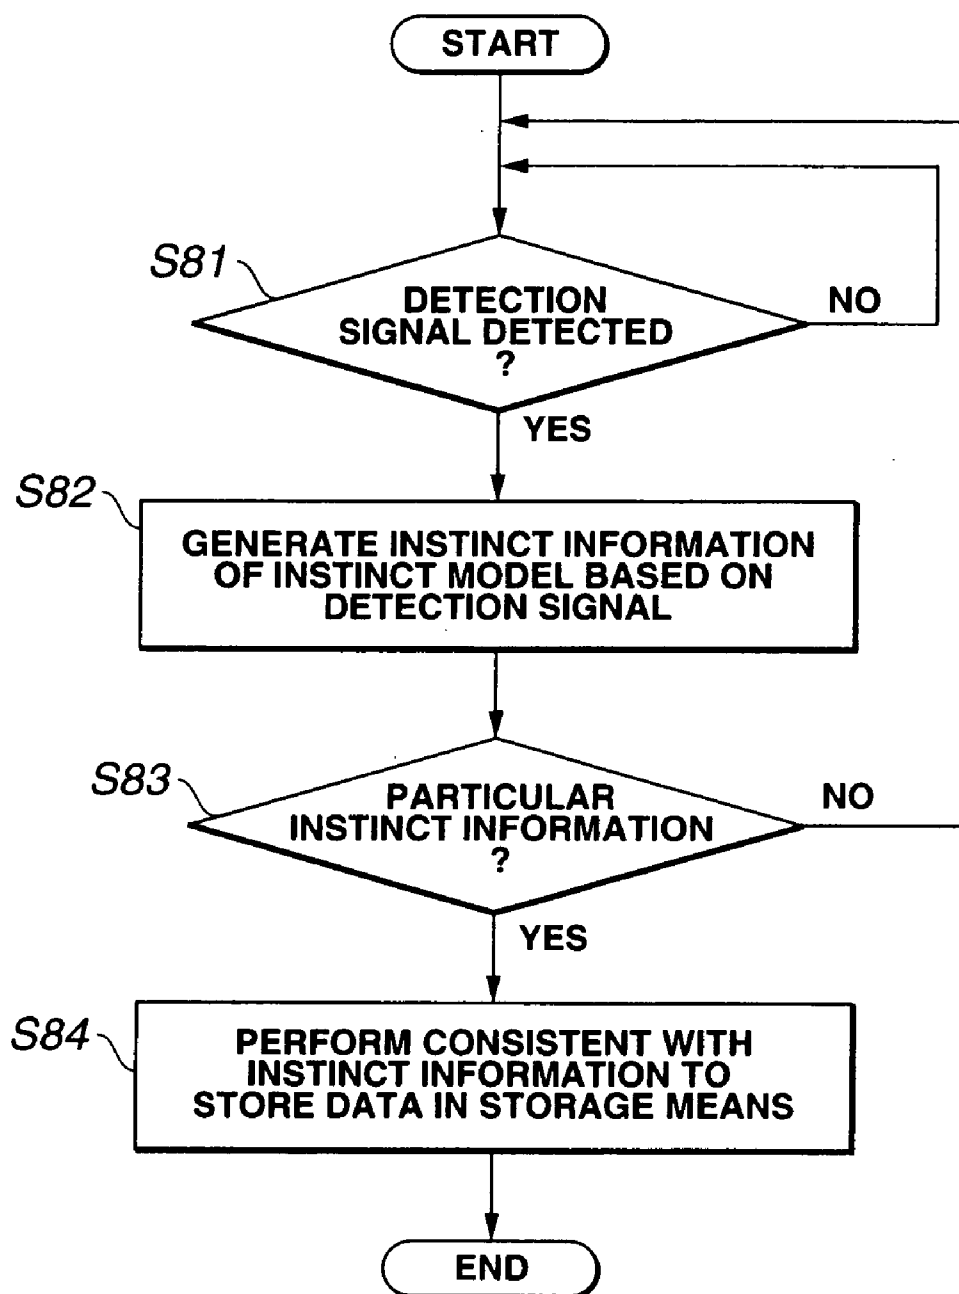 START
S81
DETECTION
SIGNAL DETECTED
?
NO
YES
S82
GENERATE INSTINCT INFORMATION
OF INSTINCT MODEL BASED ON
DETECTION SIGNAL
S83
PARTICULAR
INSTINCT INFORMATION
?
NO
YES
S84
PERFORM CONSISTENT WITH
INSTINCT INFORMATION TO
STORE DATA IN STORAGE MEANS
END